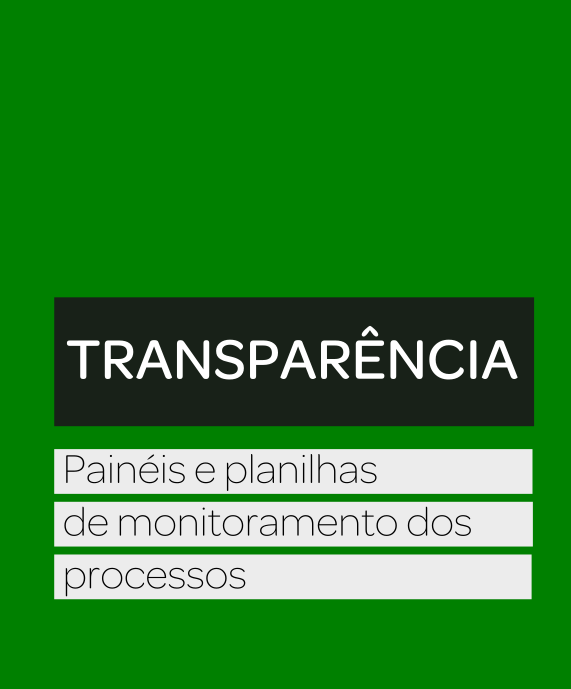 TRANSPARÊNCIA
Painéis e planilhas
de monitoramento dos
processos